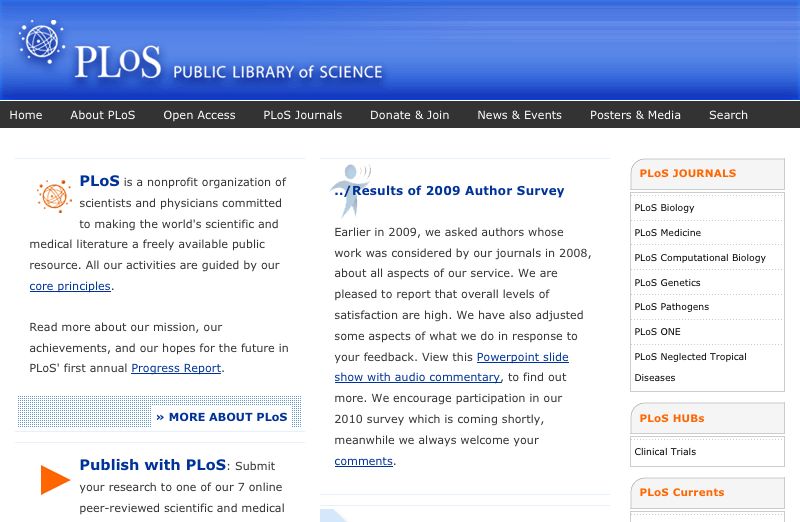 PLoS PUBLIC LIBRARY of SCIENCE
Home About PLoS Open Access PLoS Journals Donate & Join News & Events Posters & Media Search
PLoS is a nonprofit organization of
scientists and physicians committed
to making the world's scientific and
medical literature a freely available public
resource. All our activities are guided by our
core principles.
Read more about our mission, our
achievements, and our hopes for the future in
PLoS' first annual Progress Report.
» MORE ABOUT PLoS
Publish with PLoS: Submit
your research to one of our 7 online
peer-reviewed scientific and medical
../Results of 2009 Author Survey
Earlier in 2009, we asked authors whose
work was considered by our journals in 2008,
about all aspects of our service. We are
pleased to report that overall levels of
satisfaction are high. We have also adjusted
some aspects of what we do in response to
your feedback. View this Powerpoint slide
show with audio commentary, to find out
more. We encourage participation in our
2010 survey which is coming shortly,
meanwhile we always welcome your
comments.
PLoS JOURNALS
PLoS Biology
PLoS Medicine
PLoS Computational Biology
PLoS Genetics
PLoS Pathogens
PLoS ONE
PLoS Neglected Tropical
Diseases
PLoS HUBs
Clinical Trials
PLoS Currents